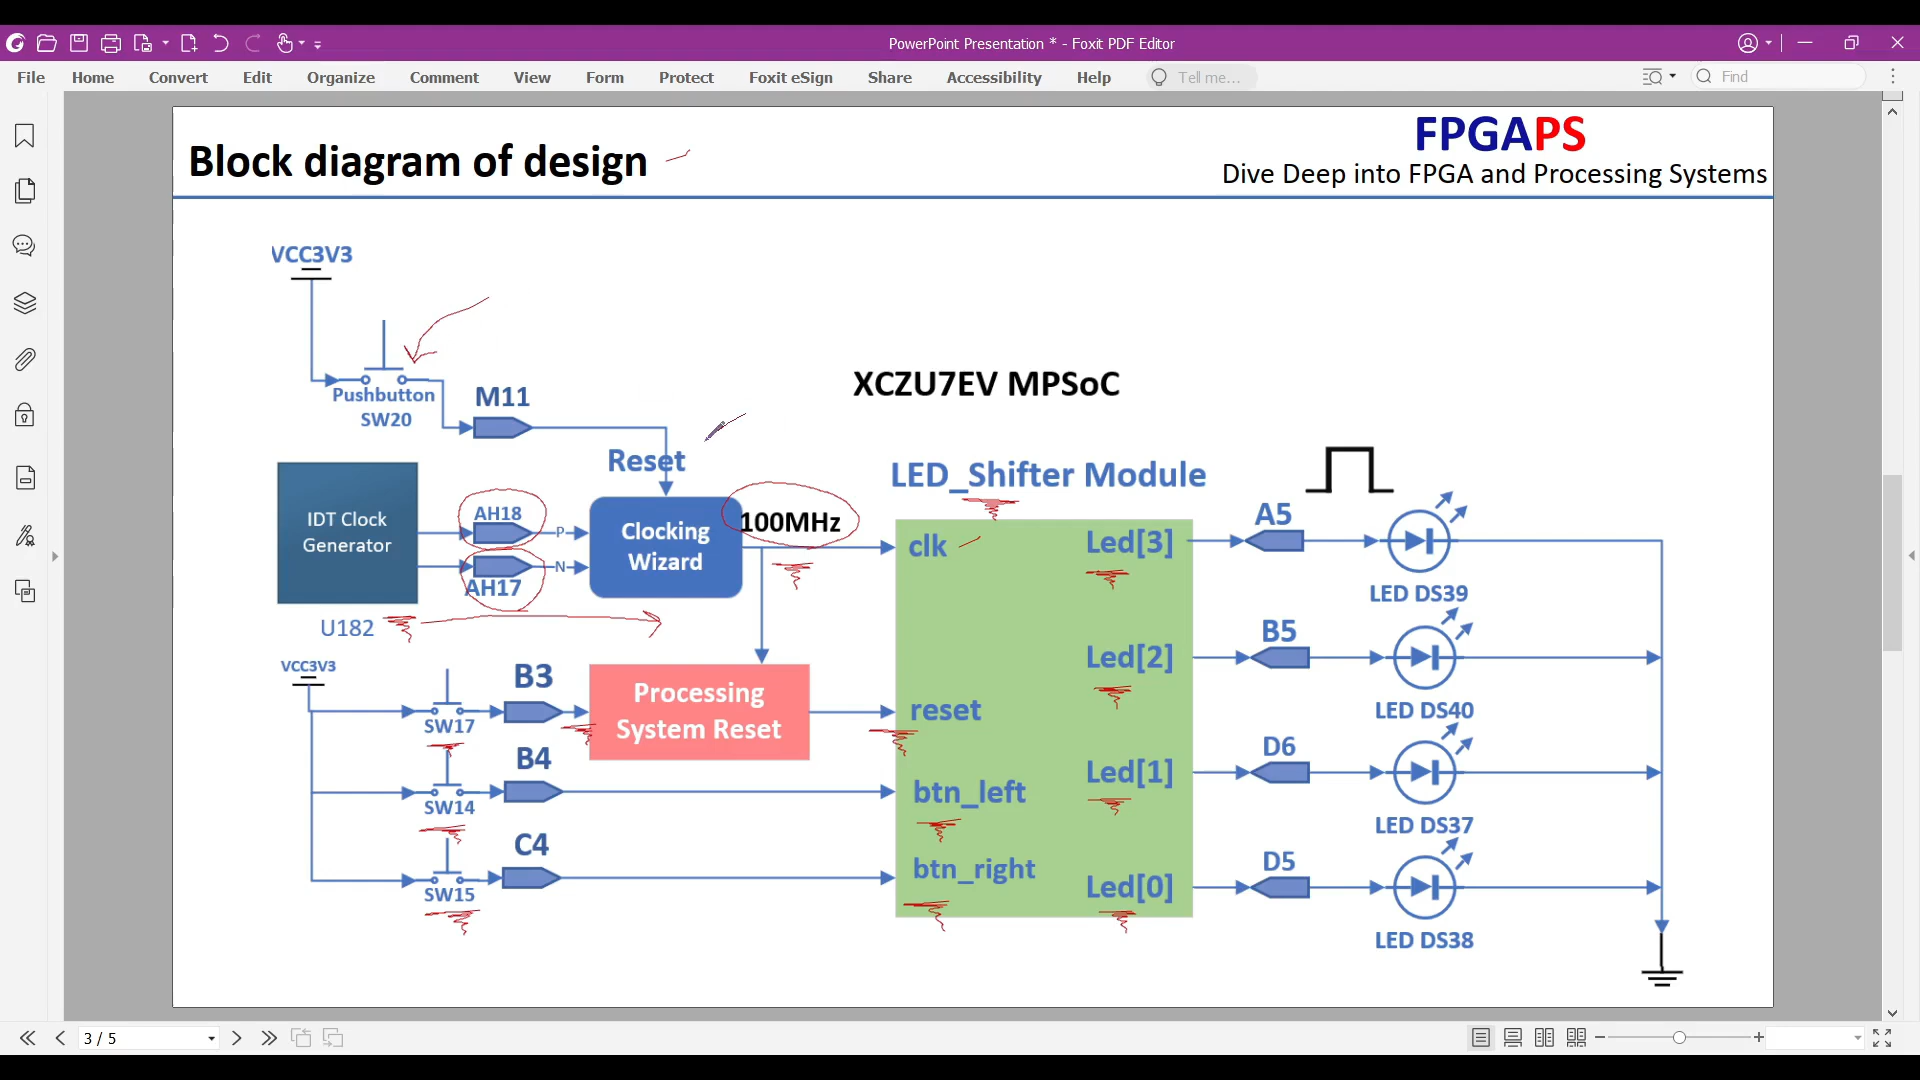 PowerPoint Presentation * - Foxit PDF Editor
File Home Convert Edit Organize Comment View Form Protect Foxit eSign Share Accessibility Help Tell me... Find
Block diagram of design
FPGAPS
Dive Deep into FPGA and Processing Systems
VCC3V3
Pushbutton
SW20
M11
XCZU7EV MPSoC
Reset
LED_Shifter Module
IDT Clock
Generator
U182
AH18
P
AH17
N
Clocking
Wizard
100MHz
clk
Led[3]
A5
LED DS39
Led[2]
B5
LED DS40
VCC3V3
SW17
B3
Processing
System Reset
reset
SW14
B4
btn_left
Led[1]
D6
LED DS37
SW15
C4
btn_right
Led[0]
D5
LED DS38
3 / 5